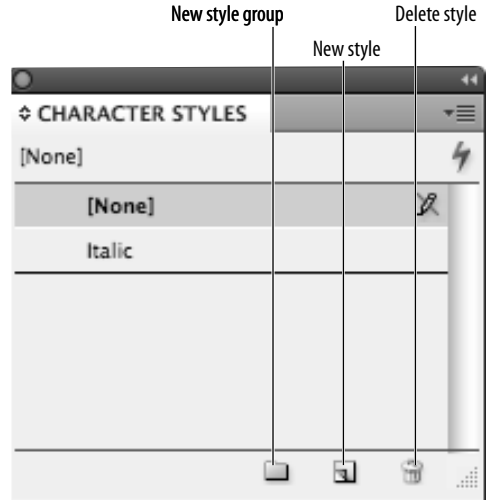 New style group
Delete style
New style
CHARACTER STYLES
[None]
[None]
Italic